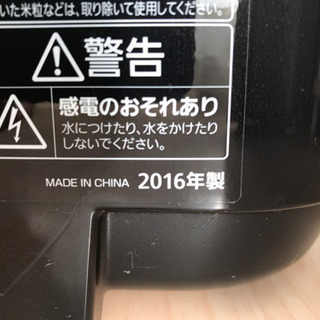 いた米粒などは、取り除いて使用してください。
警告
感電のおそれあり
水につけたり、水をかけたり
しないでください。
MADE IN CHINA 2016年製